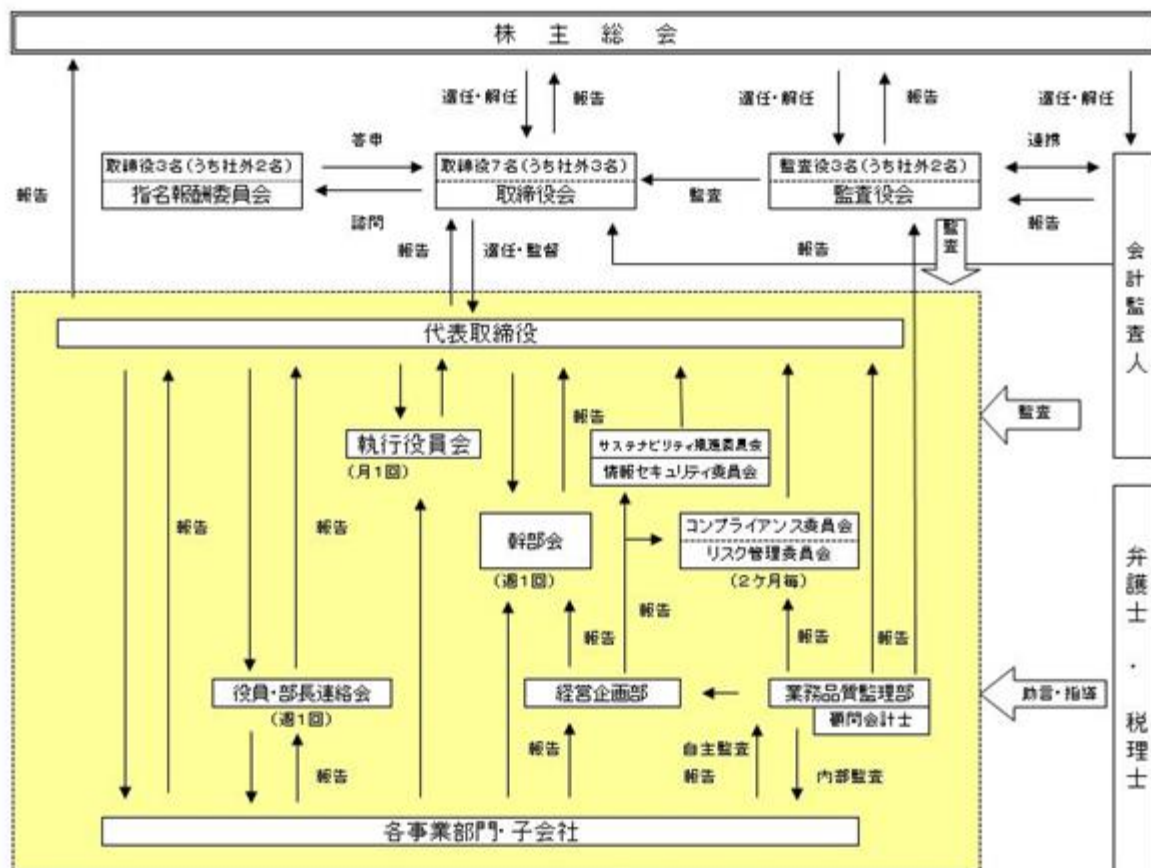 株主総会
選任・解任
報告
選任・解任
報告
選任・解任
答申
連携
取締役3名(うち社外2名)
指名報酬委員会
取締役7名(うち社外3名)
取締役会
監査役3名(うち社外2名)
監査役会
報告
監査
報告
諮問
報告
選任・監督
報告
監査
会計監査人
代表取締役
監査
報告
執行役員会
(月1回)
サステナビリティ推進委員会
情報セキュリティ委員会
報告
報告
幹部会
(週1回)
コンプライアンス委員会
リスク管理委員会
(2ケ月毎)
弁護士・税理士
報告
報告
報告
報告
役員・部長連絡会
(週1回)
経営企画部
業務品質監理部
顧問会計士
助言・指導
報告
報告
自主監査
報告
内部監査
各事業部門・子会社